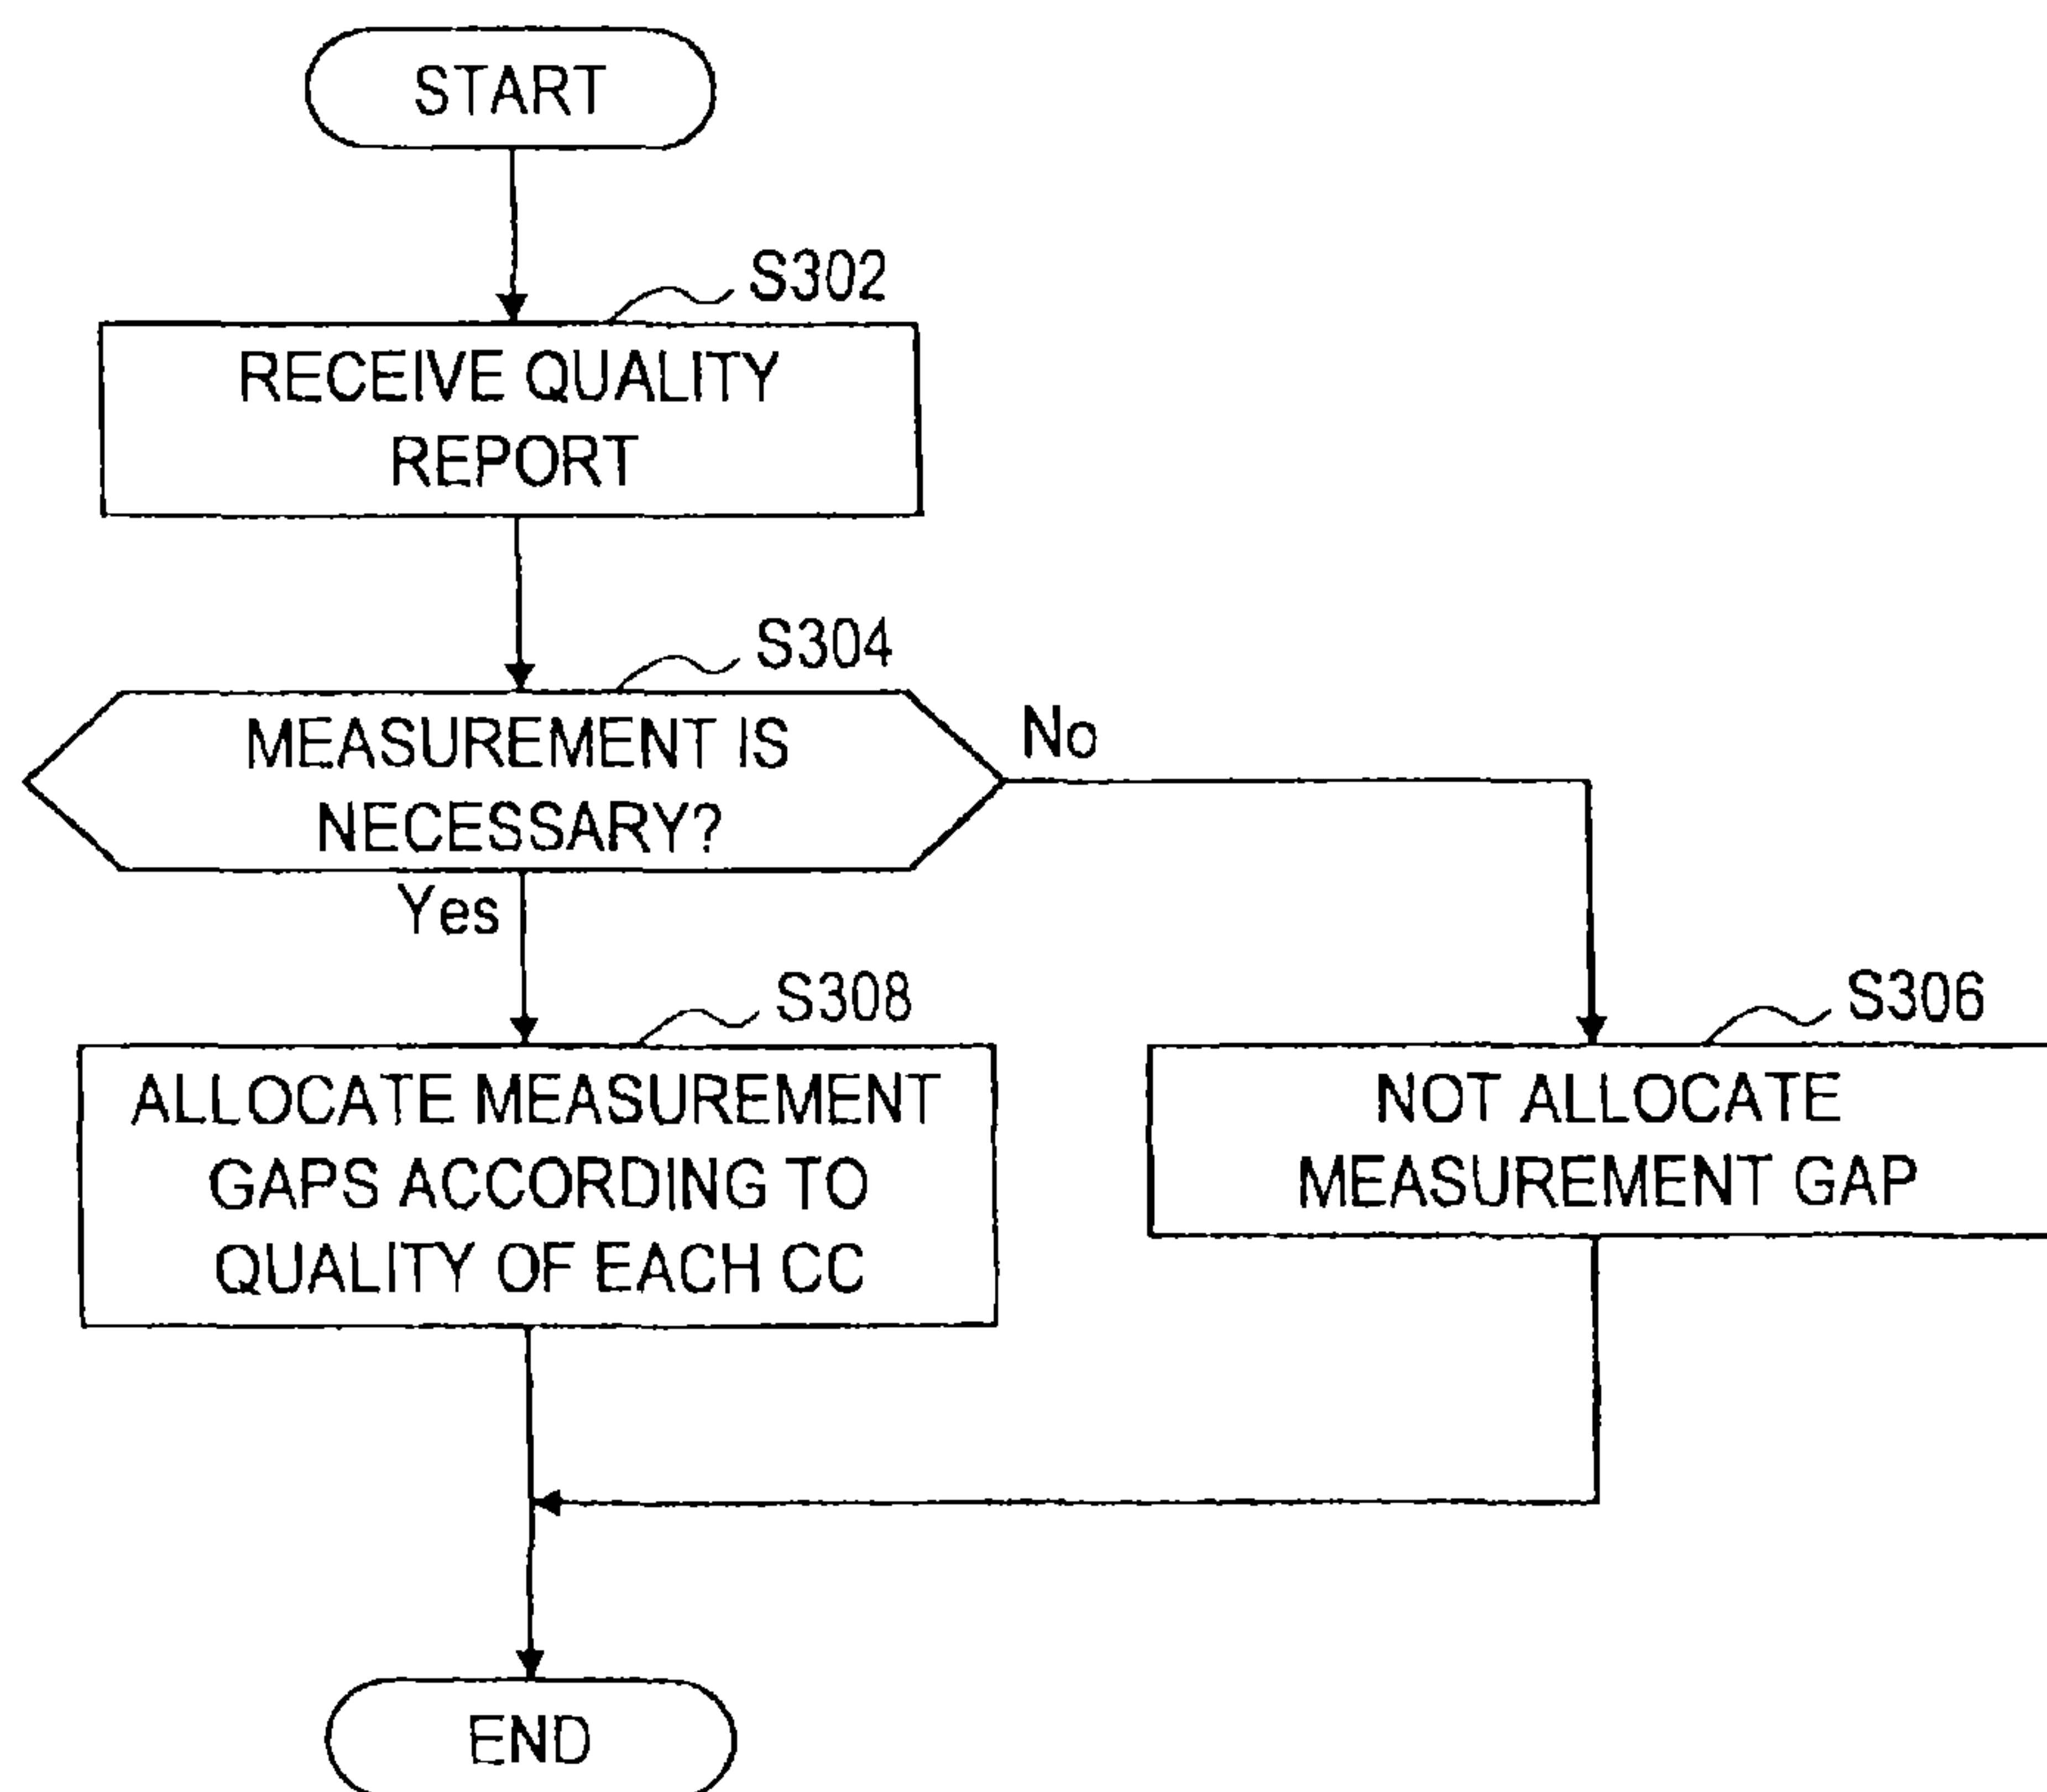 START
S302
RECEIVE QUALITY
REPORT
S304
MEASUREMENT IS
NECESSARY?
No
Yes
S308
ALLOCATE MEASUREMENT
GAPS ACCORDING TO
QUALITY OF EACH CC
S306
NOT ALLOCATE
MEASUREMENT GAP
END